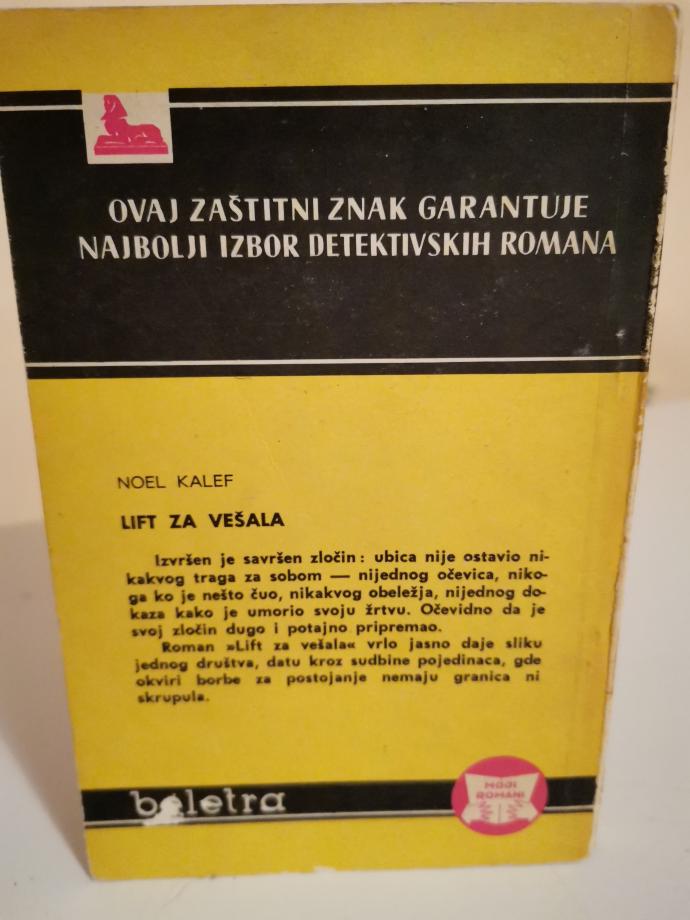 OVAJ ZAŠTITNI ZNAK GARANTUJE
NAJBOLJI IZBOR DETEKTIVSKIH ROMANA
NOEL KALEF
LIFT ZA VEŠALA
Izvršen je savršen zločin: ubica nije ostavio ni-
kakvog traga za sobom — nijednog očevica, niko-
ga ko je nešto čuo, nikakvog obeležja, nijednog do-
kaza kako je umorio svoju žrtvu. Očevidno da je
svoj zločin dugo i potajno pripremao.
Roman »Lift za vešala« vrlo jasno daje sliku
jednog društva, datu kroz sudbine pojedinaca, gde
okviri borbe za postojanje nemaju granica ni
skrupula.
beletra
MOJI
ROMANI